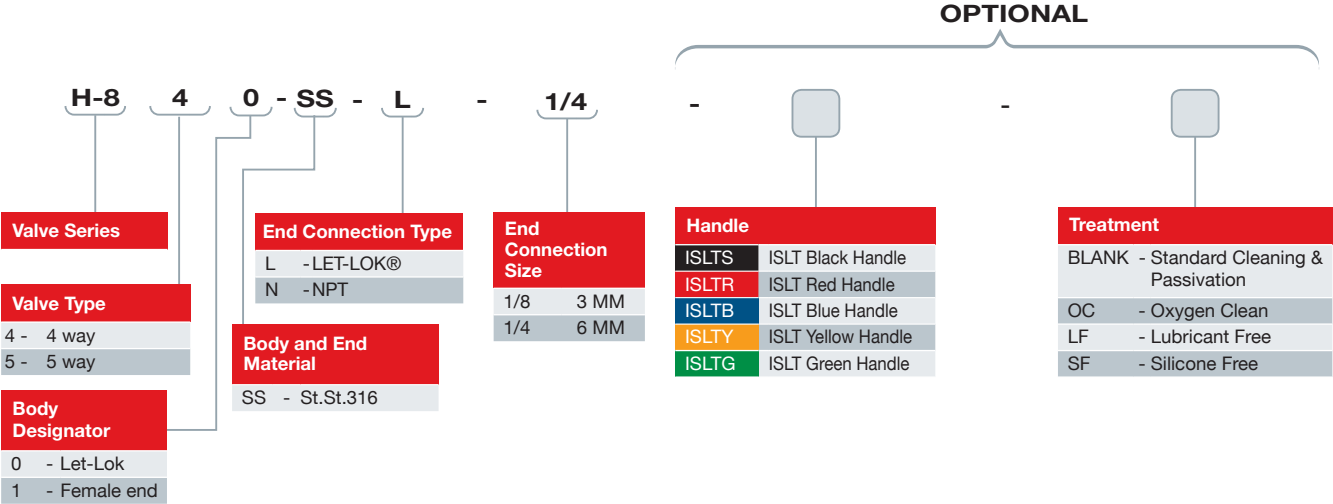 OPTIONAL
H-8 4 0 - SS - L - 1/4 - -
Valve Series
Valve Type
4 - 4 way
5 - 5 way
Body
Designator
0 - Let-Lok
1 - Female end
Body and End
Material
SS - St.St.316
End Connection Type
L -LET-LOK®
N -NPT
End
Connection
Size
1/8 3 MM
1/4 6 MM
Handle
ISLTS ISLT Black Handle
ISLTR ISLT Red Handle
ISLTB ISLT Blue Handle
ISLTY ISLT Yellow Handle
ISLTG ISLT Green Handle
Treatment
BLANK - Standard Cleaning &
Passivation
OC - Oxygen Clean
LF - Lubricant Free
SF - Silicone Free